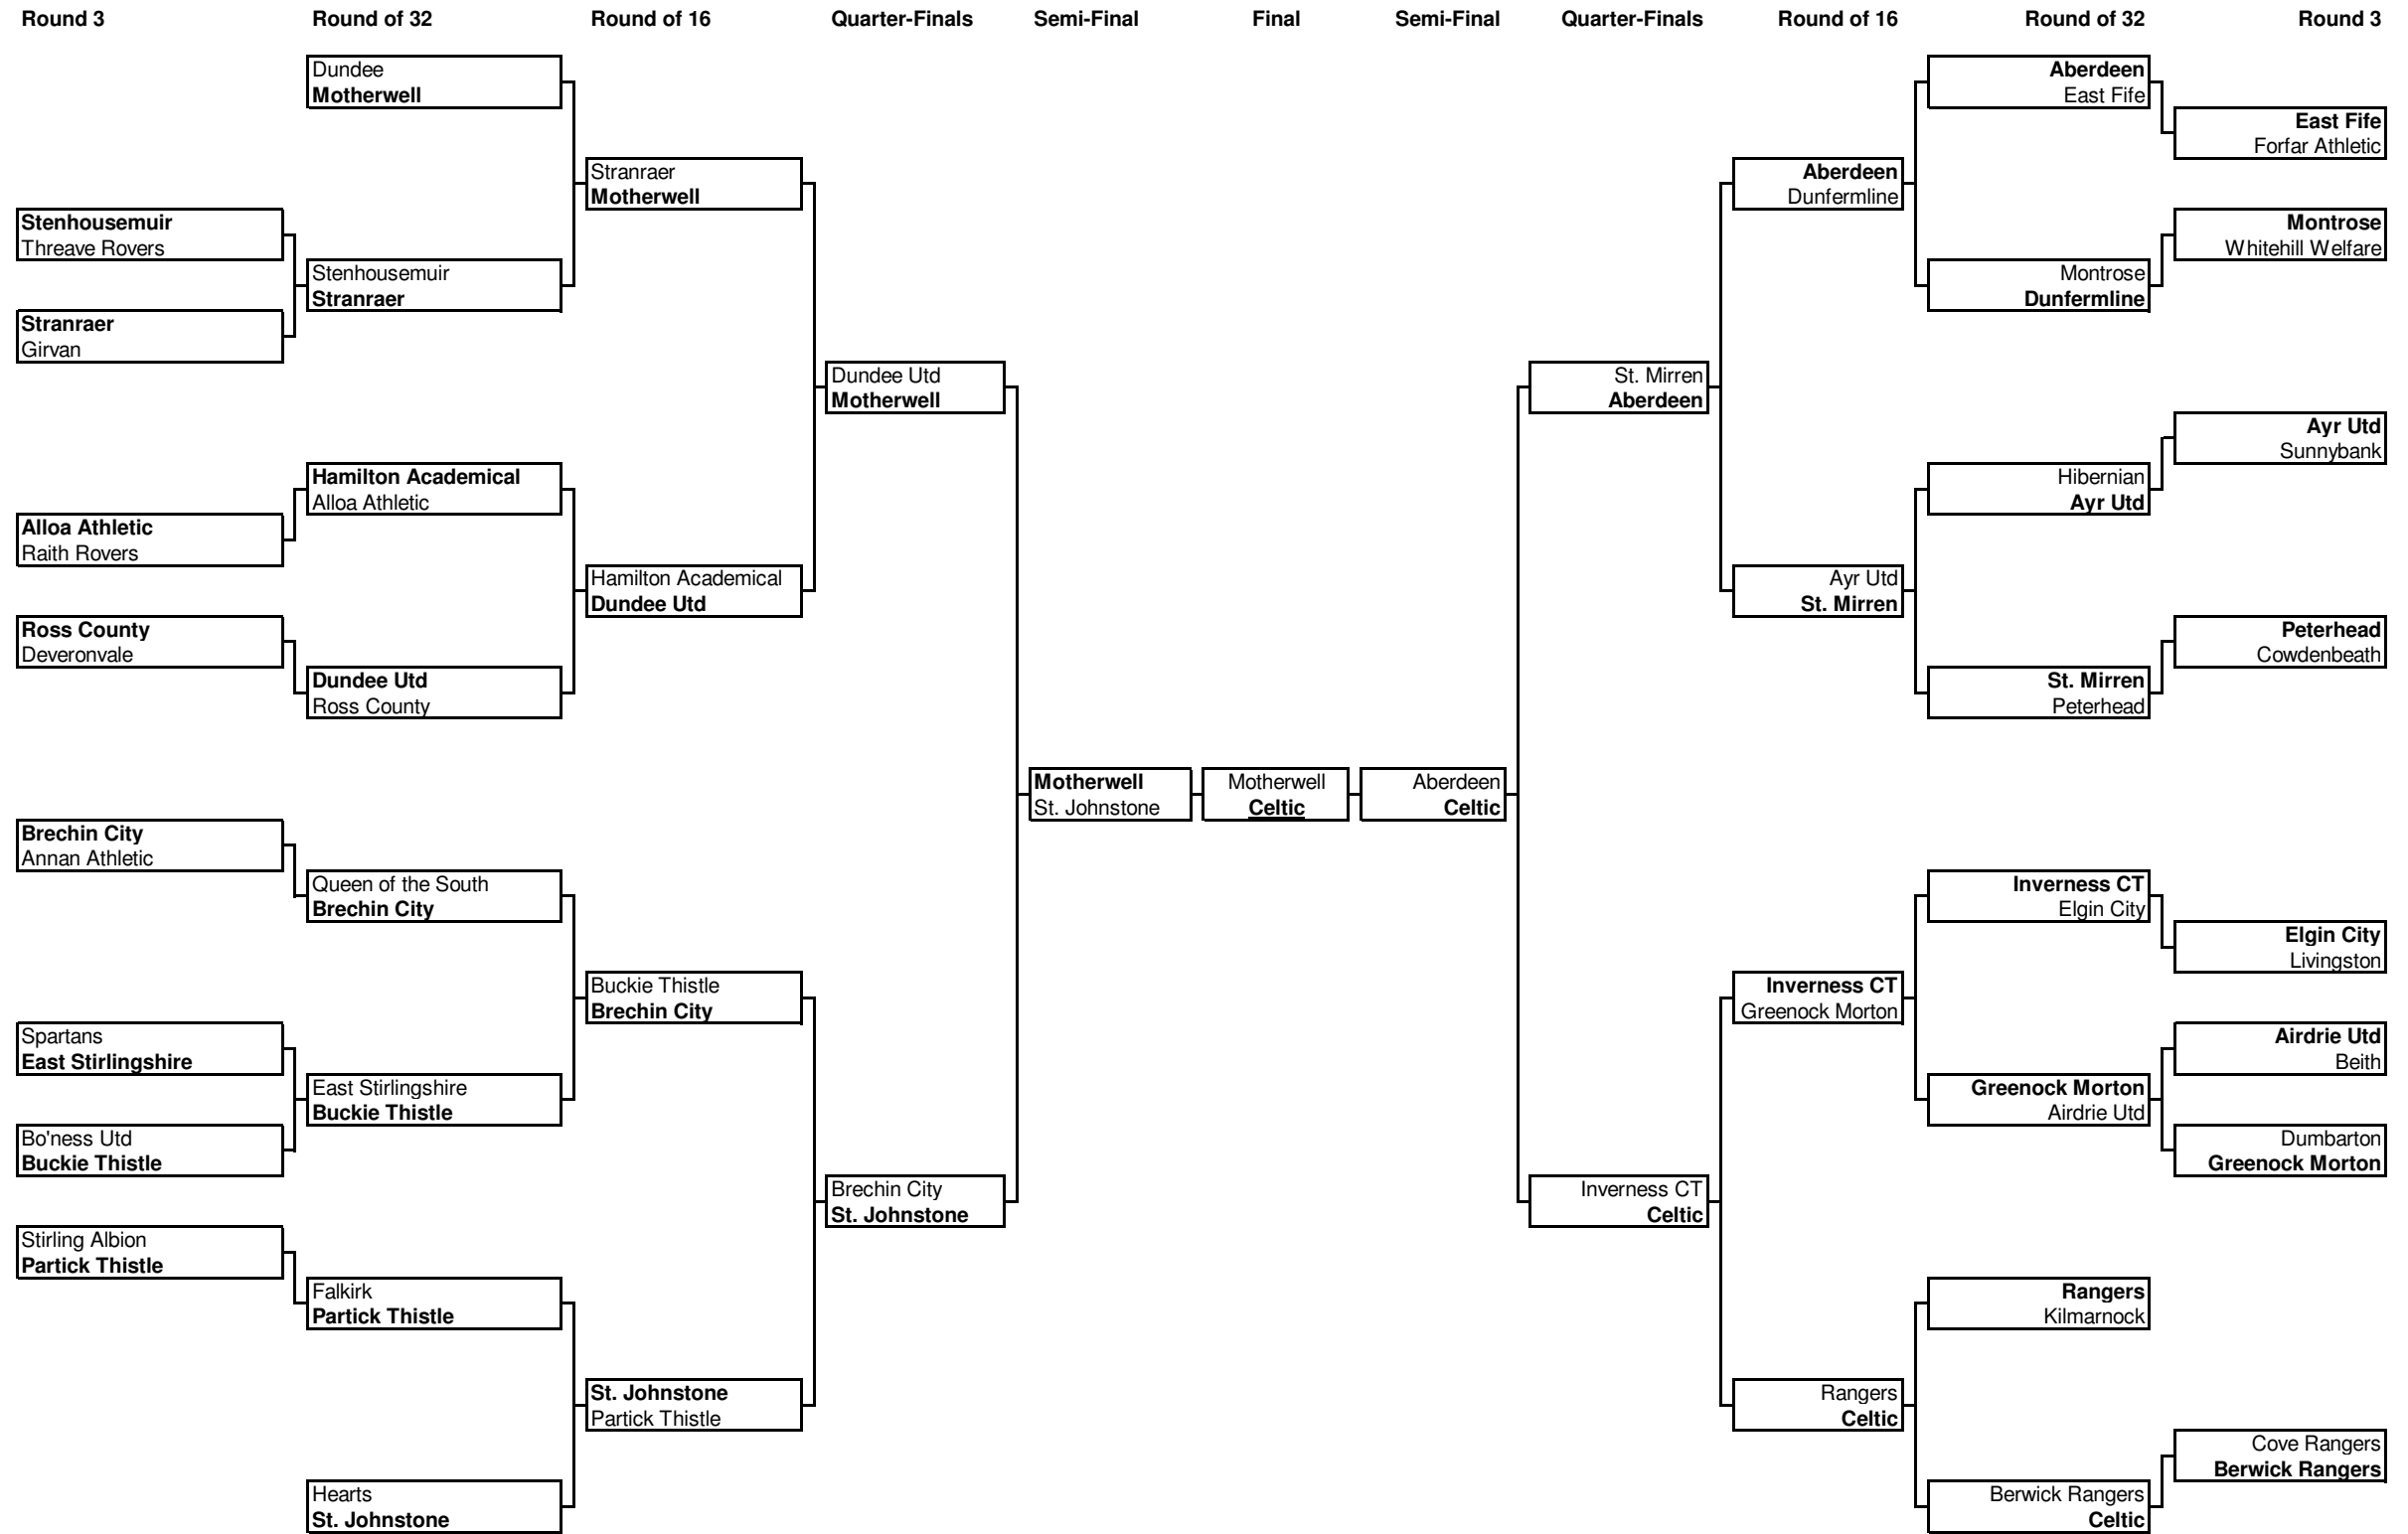 Round 3
Round of 32
Round of 16
Quarter-Finals
Semi-Final
Final
Semi-Final
Quarter-Finals
Round of 16
Round of 32
Round 3
Stenhousemuir
Threave Rovers
Stranraer
Girvan
Alloa Athletic
Raith Rovers
Ross County
Deveronvale
Brechin City
Annan Athletic
Spartans
East Stirlingshire
Bo'ness Utd
Buckie Thistle
Stirling Albion
Partick Thistle
Dundee
Motherwell
Stenhousemuir
Stranraer
Hamilton Academical
Alloa Athletic
Dundee Utd
Ross County
Queen of the South
Brechin City
East Stirlingshire
Buckie Thistle
Falkirk
Partick Thistle
Hearts
St. Johnstone
Stranraer
Motherwell
Hamilton Academical
Dundee Utd
Buckie Thistle
Brechin City
St. Johnstone
Partick Thistle
Dundee Utd
Motherwell
Brechin City
St. Johnstone
Motherwell
St. Johnstone
Motherwell
Celtic
Aberdeen
Celtic
St. Mirren
Aberdeen
Inverness CT
Celtic
Aberdeen
Dunfermline
Ayr Utd
St. Mirren
Inverness CT
Greenock Morton
Rangers
Celtic
Aberdeen
East Fife
Montrose
Dunfermline
Hibernian
Ayr Utd
St. Mirren
Peterhead
Inverness CT
Elgin City
Greenock Morton
Airdrie Utd
Rangers
Kilmarnock
Berwick Rangers
Celtic
East Fife
Forfar Athletic
Montrose
Whitehill Welfare
Ayr Utd
Sunnybank
Peterhead
Cowdenbeath
Elgin City
Livingston
Airdrie Utd
Beith
Dumbarton
Greenock Morton
Cove Rangers
Berwick Rangers